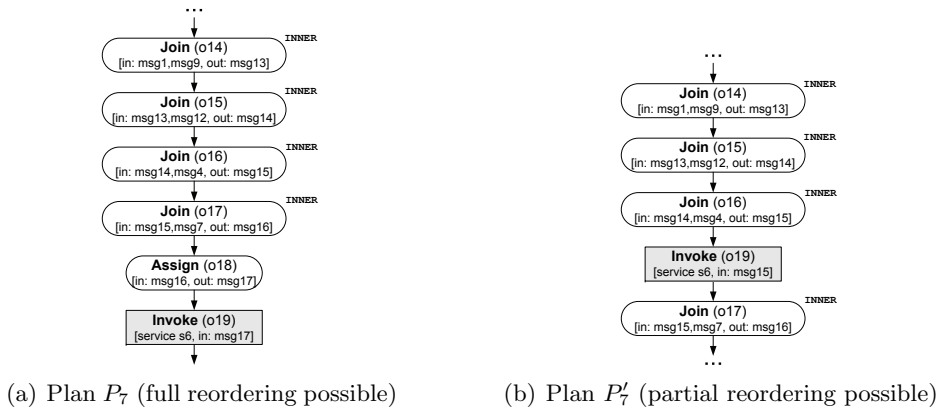 ...
Join (o14)
INNER
[in: msg1,msg9, out: msg13]
Join (o15)
INNER
[in: msg13,msg12, out: msg14]
Join (o16)
INNER
[in: msg14,msg4, out: msg15]
Join (o17)
INNER
[in: msg15,msg7, out: msg16]
Assign (o18)
[in: msg16, out: msg17]
Invoke (o19)
[service s6, in: msg17]
(a) Plan P7 (full reordering possible)
...
Join (o14)
INNER
[in: msg1,msg9, out: msg13]
Join (o15)
INNER
[in: msg13,msg12, out: msg14]
Join (o16)
INNER
[in: msg14,msg4, out: msg15]
Invoke (o19)
[service s6, in: msg15]
Join (o17)
INNER
[in: msg15,msg7, out: msg16]
...
(b) Plan P′7 (partial reordering possible)